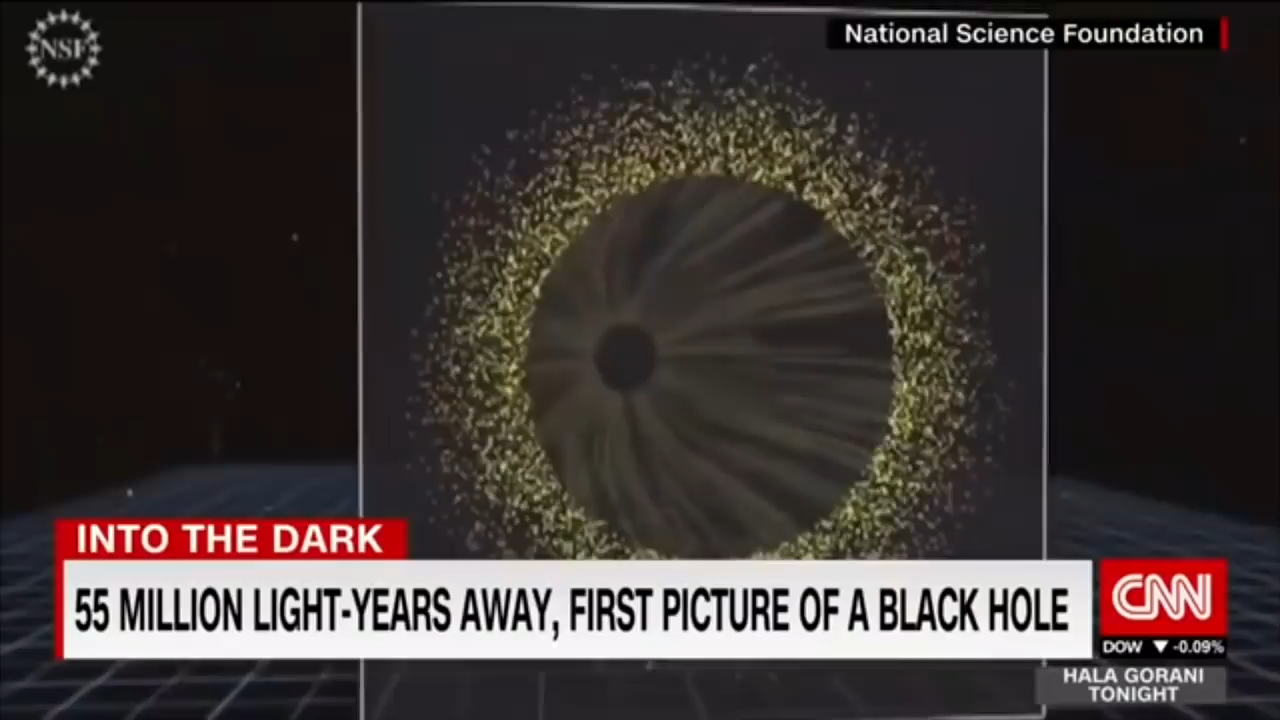 NSF
National Science Foundation
INTO THE DARK
55 MILLION LIGHT-YEARS AWAY, FIRST PICTURE OF A BLACK HOLE
CNN
DOW ▼ -0.09%
HALA GORANI
TONIGHT